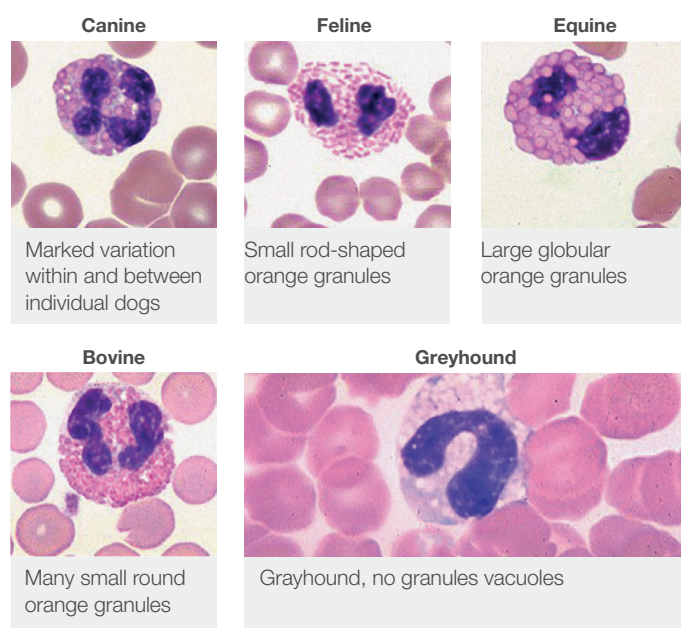 Canine
Feline
Equine
Marked variation
within and between
individual dogs
Small rod-shaped
orange granules
Large globular
orange granules
Bovine
Greyhound
Many small round
orange granules
Grayhound, no granules vacuoles